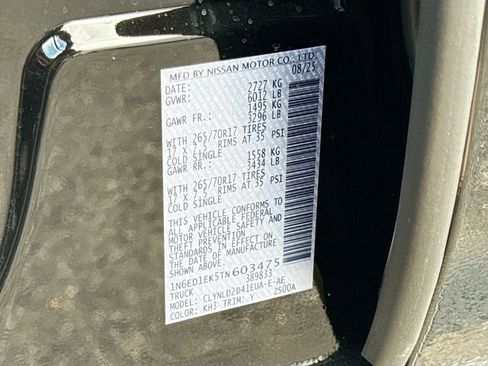 MFD BY NISSAN MOTOR CO., LTD.
DATE: 08/25
GVWR: 2727 KG
6012 LB
GAWR FR.: 1495 KG
3296 LB
WITH 265/70R17 TIRES
17 X 7.5 RIMS AT 35 PSI
COLD SINGLE
GAWR RR.: 1558 KG
3434 LB
WITH 265/70R17 TIRES
17 X 7.5 RIMS AT 35 PSI
COLD SINGLE
THIS VEHICLE CONFORMS TO
ALL APPLICABLE FEDERAL
MOTOR VEHICLE SAFETY AND
THEFT PREVENTION
STANDARDS IN EFFECT ON
THE DATE OF MANUFACTURE
SHOWN ABOVE.
1N6ED1EK5TN603475
TRUCK 389833
MODEL: CLYNLD2D41EUA-E-AE
COLOR: KH3 TRIM: Y 2S00A